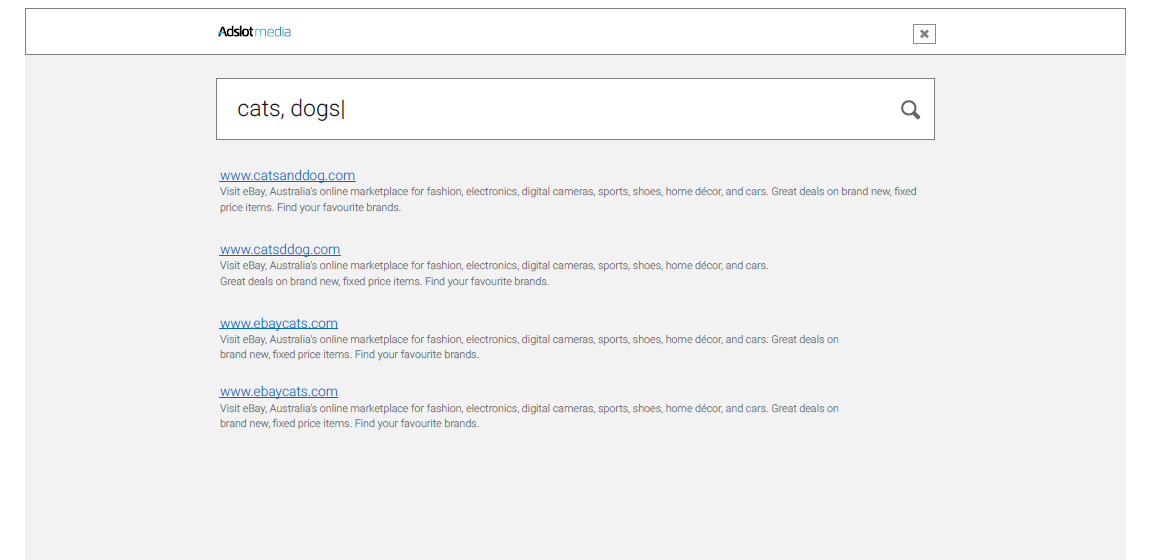 Adslot media
cats, dogs
www.catsanddog.com
Visit eBay, Australia's online marketplace for fashion, electronics, digital cameras, sports, shoes, home décor, and cars. Great deals on brand new, fixed
price items. Find your favourite brands.
www.catsddog.com
Visit eBay, Australia's online marketplace for fashion, electronics, digital cameras, sports, shoes, home décor, and cars.
Great deals on brand new, fixed price items. Find your favourite brands.
www.ebaycats.com
Visit eBay, Australia's online marketplace for fashion, electronics, digital cameras, sports, shoes, home décor, and cars. Great deals on
brand new, fixed price items. Find your favourite brands.
www.ebaycats.com
Visit eBay, Australia's online marketplace for fashion, electronics, digital cameras, sports, shoes, home décor, and cars. Great deals on
brand new, fixed price items. Find your favourite brands.